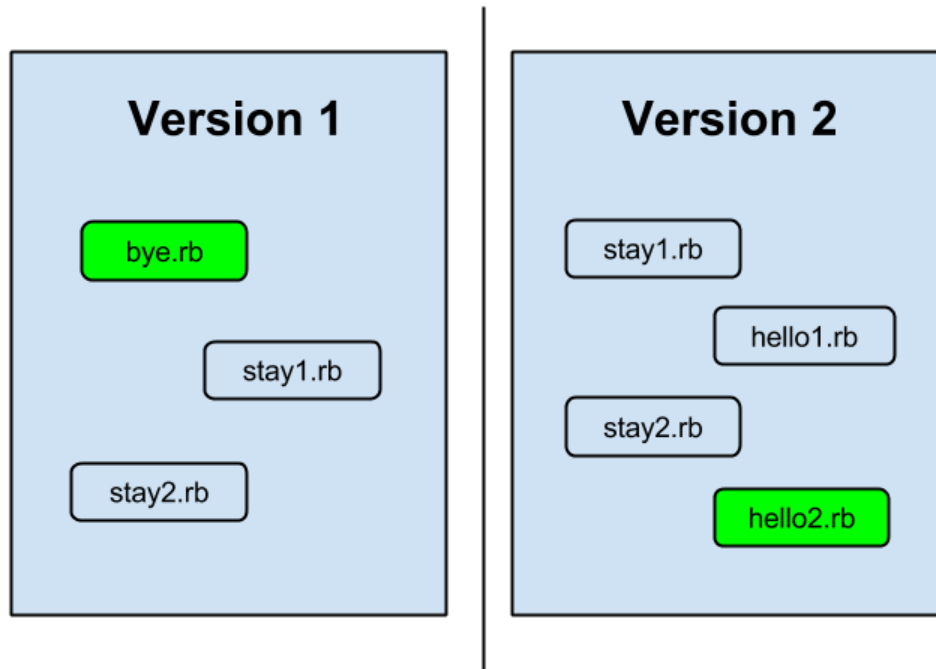 Version 1
bye.rb
stay1.rb
stay2.rb
Version 2
stay1.rb
hello1.rb
stay2.rb
hello2.rb